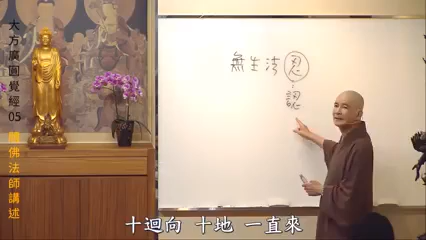 大方廣圓覺經05
佛法師講述
無生法忍
認
十迴向 十地 一直來